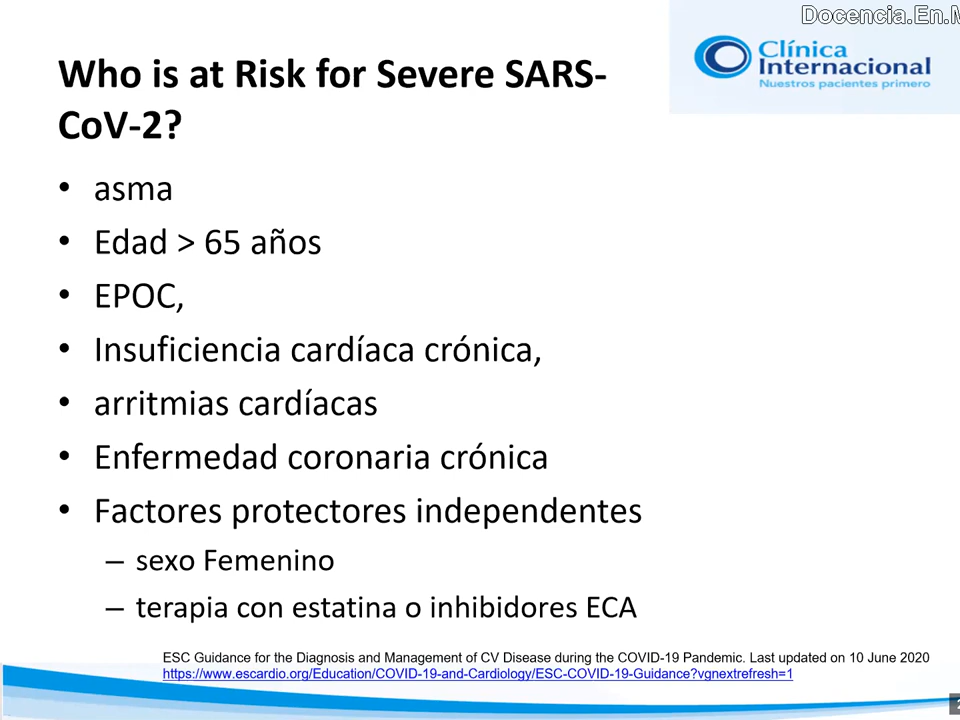 Docencia.En.M
Clínica
Internacional
Nuestros pacientes primero
Who is at Risk for Severe SARS-
CoV-2?
• asma
• Edad > 65 años
• EPOC,
• Insuficiencia cardíaca crónica,
• arritmias cardíacas
• Enfermedad coronaria crónica
• Factores protectores independentes
– sexo Femenino
– terapia con estatina o inhibidores ECA
ESC Guidance for the Diagnosis and Management of CV Disease during the COVID-19 Pandemic. Last updated on 10 June 2020
https://www.escardio.org/Education/COVID-19-and-Cardiology/ESC-COVID-19-Guidance?vgnextrefresh=1